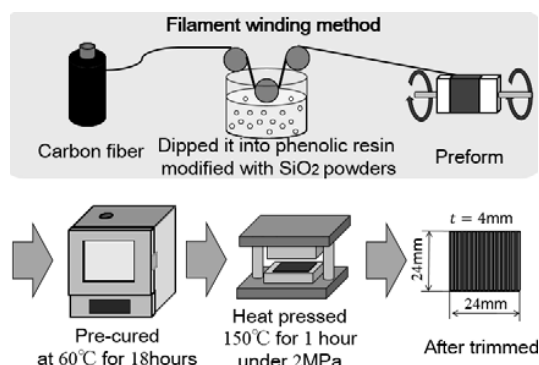 Filament winding method
Carbon fiber
Dipped it into phenolic resin
modified with SiO2 powders
Preform
Pre-cured
at 60℃ for 18hours
Heat pressed
150℃ for 1 hour
under 2MPa
t = 4mm
24mm
24mm
After trimmed